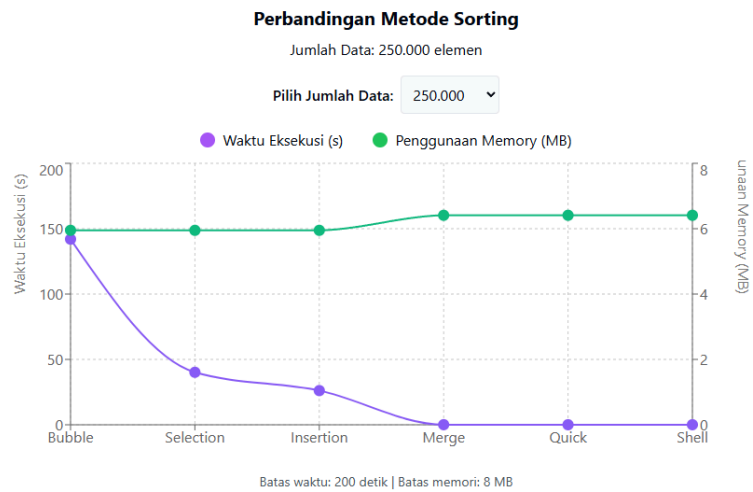 Perbandingan Metode Sorting
Jumlah Data: 250.000 elemen
Pilih Jumlah Data: 250.000
Waktu Eksekusi (s) Penggunaan Memory (MB)
Waktu Eksekusi (s)
200
150
100
50
0
8
6
4
2
0
unaan Memory (MB)
Bubble Selection Insertion Merge Quick Shell
Batas waktu: 200 detik | Batas memori: 8 MB